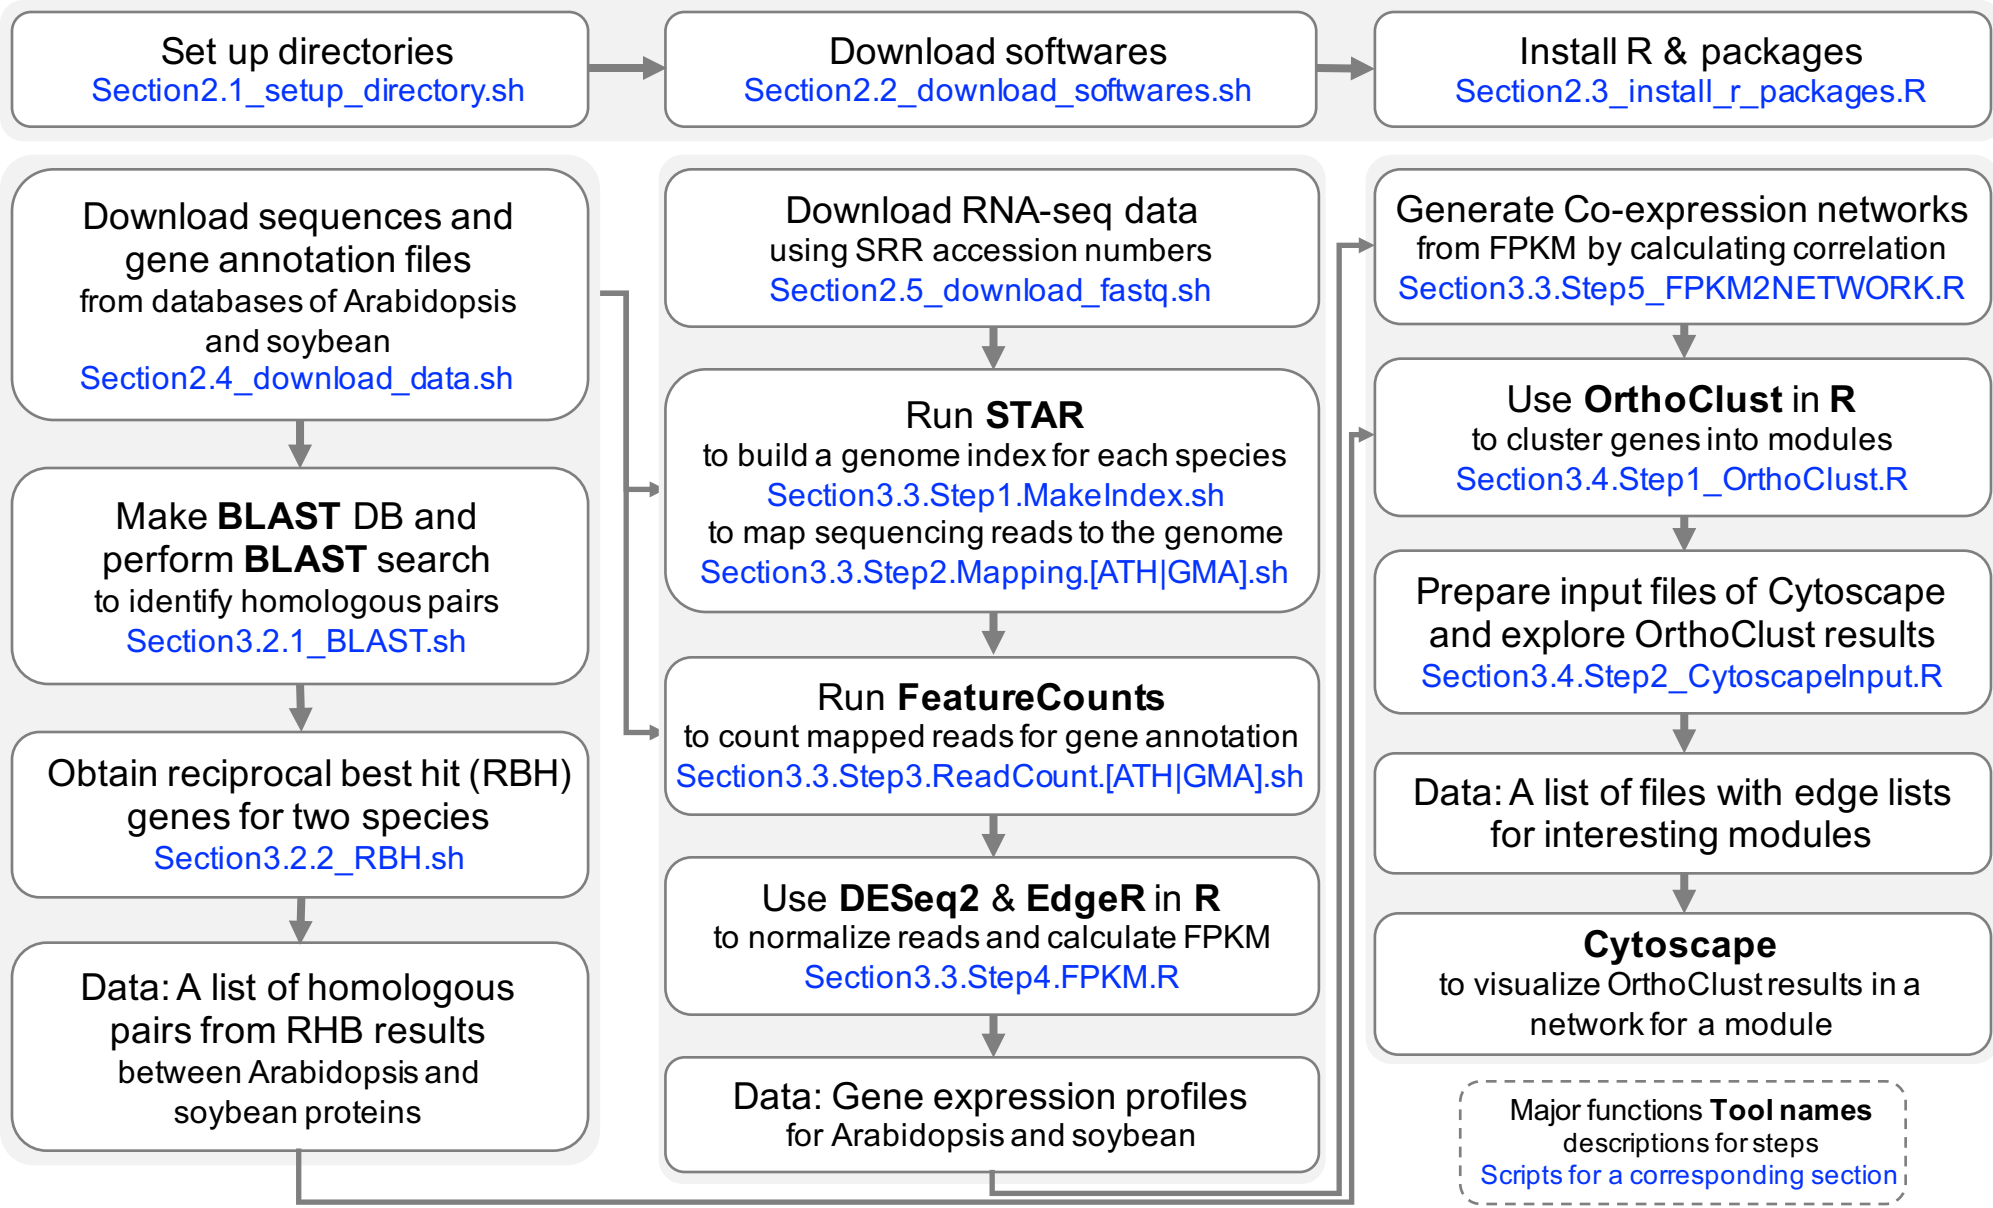 Set up directories
Section2.1_setup_directory.sh
Download softwares
Section2.2_download_softwares.sh
Install R & packages
Section2.3_install_r_packages.R
Download sequences and
gene annotation files
from databases of Arabidopsis
and soybean
Section2.4_download_data.sh
Make BLAST DB and
perform BLAST search
to identify homologous pairs
Section3.2.1_BLAST.sh
Obtain reciprocal best hit (RBH)
genes for two species
Section3.2.2_RBH.sh
Data: A list of homologous
pairs from RHB results
between Arabidopsis and
soybean proteins
Download RNA-seq data
using SRR accession numbers
Section2.5_download_fastq.sh
Run STAR
to build a genome index for each species
Section3.3.Step1.MakeIndex.sh
to map sequencing reads to the genome
Section3.3.Step2.Mapping.[ATH|GMA].sh
Run FeatureCounts
to count mapped reads for gene annotation
Section3.3.Step3.ReadCount.[ATH|GMA].sh
Use DESeq2 & EdgeR in R
to normalize reads and calculate FPKM
Section3.3.Step4.FPKM.R
Data: Gene expression profiles
for Arabidopsis and soybean
Generate Co-expression networks
from FPKM by calculating correlation
Section3.3.Step5_FPKM2NETWORK.R
Use OrthoClust in R
to cluster genes into modules
Section3.4.Step1_OrthoClust.R
Prepare input files of Cytoscape
and explore OrthoClust results
Section3.4.Step2_CytoscapeInput.R
Data: A list of files with edge lists
for interesting modules
Cytoscape
to visualize OrthoClust results in a
network for a module
Major functions Tool names
descriptions for steps
Scripts for a corresponding section